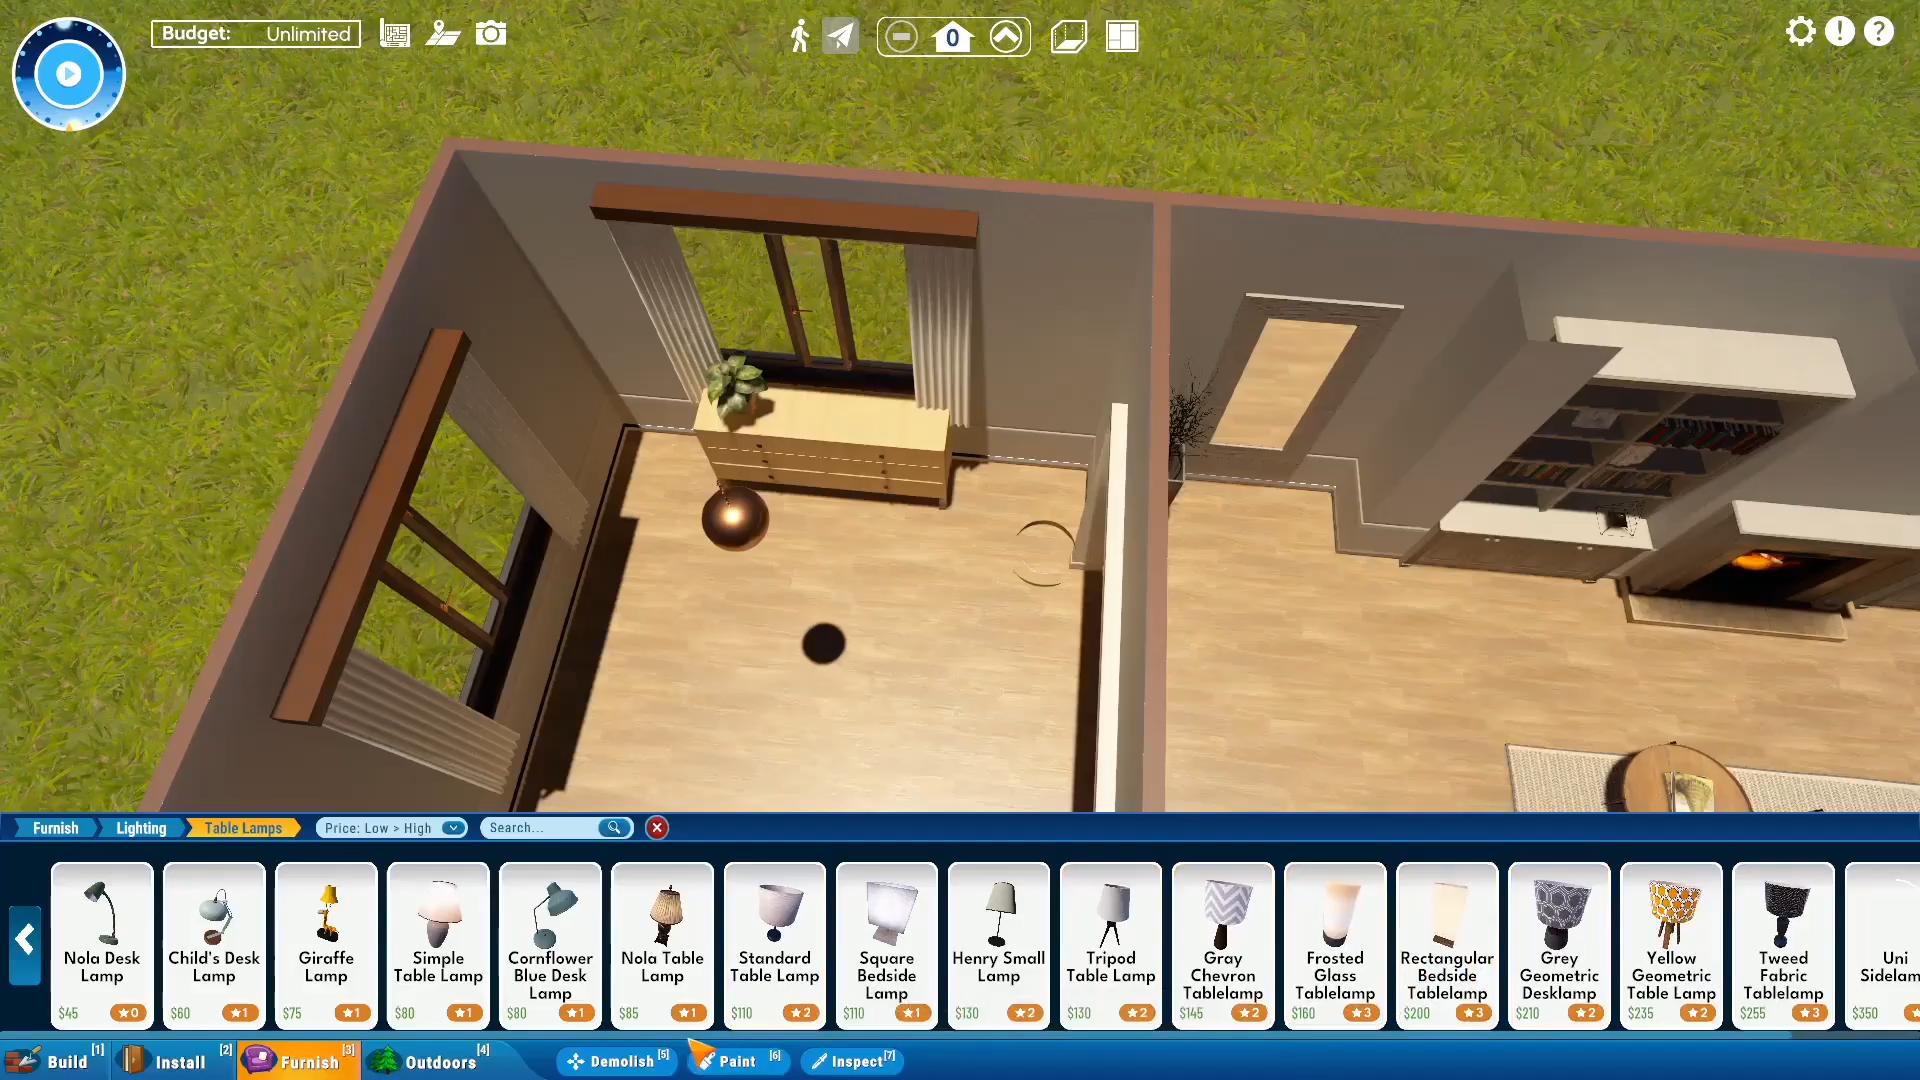 Budget: Unlimited
0
Furnish
Lighting
Table Lamps
Price: Low > High
Search...
Nola Desk
Lamp
$45
★0
Child's Desk
Lamp
$60
★1
Giraffe
Lamp
$75
★1
Simple
Table Lamp
$80
★1
Cornflower
Blue Desk
Lamp
$80
★1
Nola Table
Lamp
$85
★1
Standard
Table Lamp
$110
★2
Square
Bedside
Lamp
$110
★1
Henry Small
Lamp
$130
★2
Tripod
Table Lamp
$130
★2
Gray
Chevron
Tablelamp
$145
★2
Frosted
Glass
Tablelamp
$160
★3
Rectangular
Bedside
Tablelamp
$200
★3
Grey
Geometric
Desklamp
$210
★2
Yellow
Geometric
Table Lamp
$235
★2
Tweed
Fabric
Tablelamp
$255
★3
Uni
Sidelam
$350
Build [1]
Install [2]
Furnish [3]
Outdoors [4]
Demolish [5]
Paint [6]
Inspect [7]